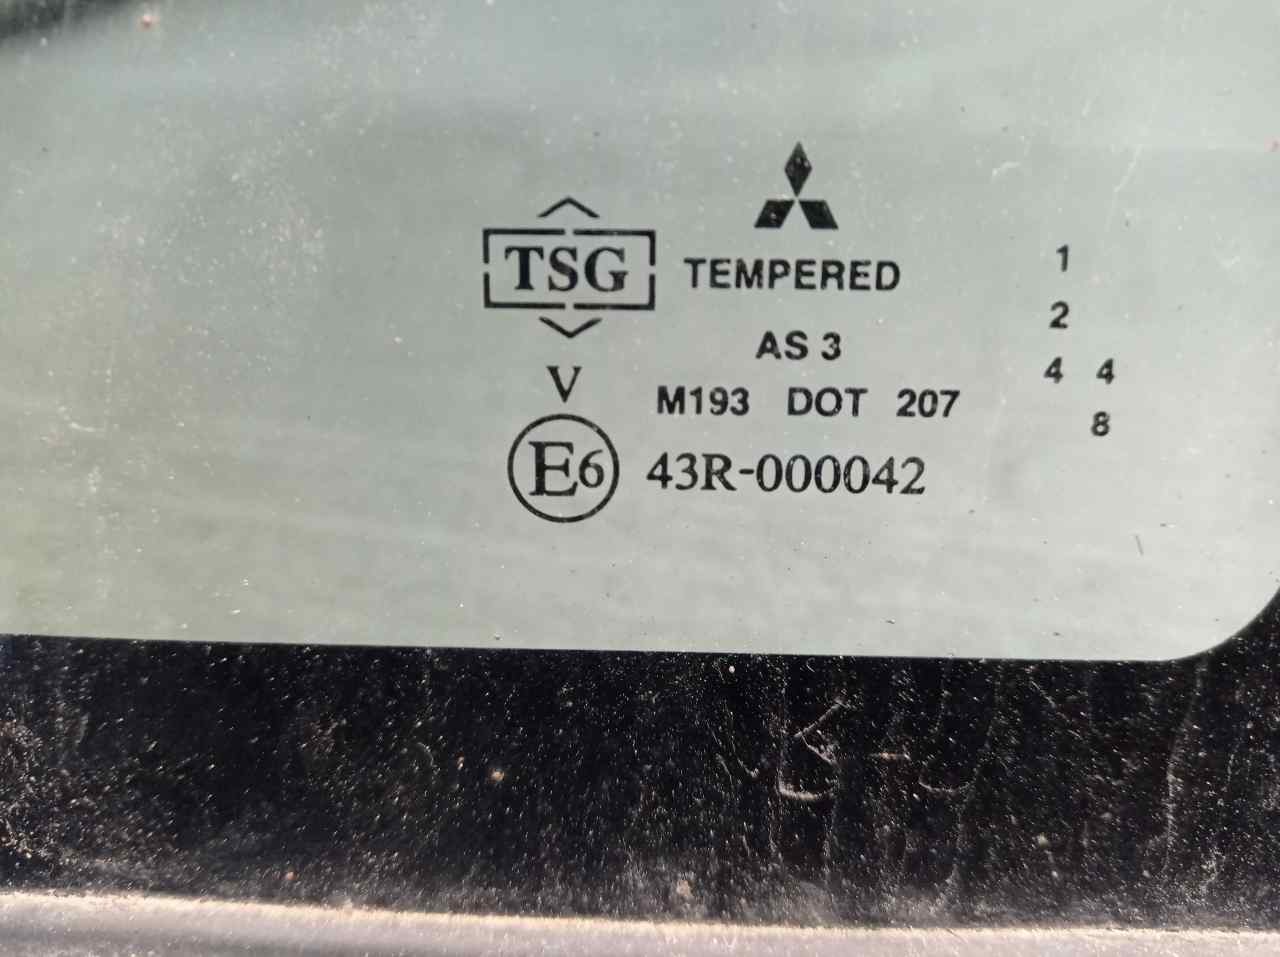 TSG
TEMPERED
AS 3
V
M193 DOT 207
E6 43R-000042
1
2
4 4
8